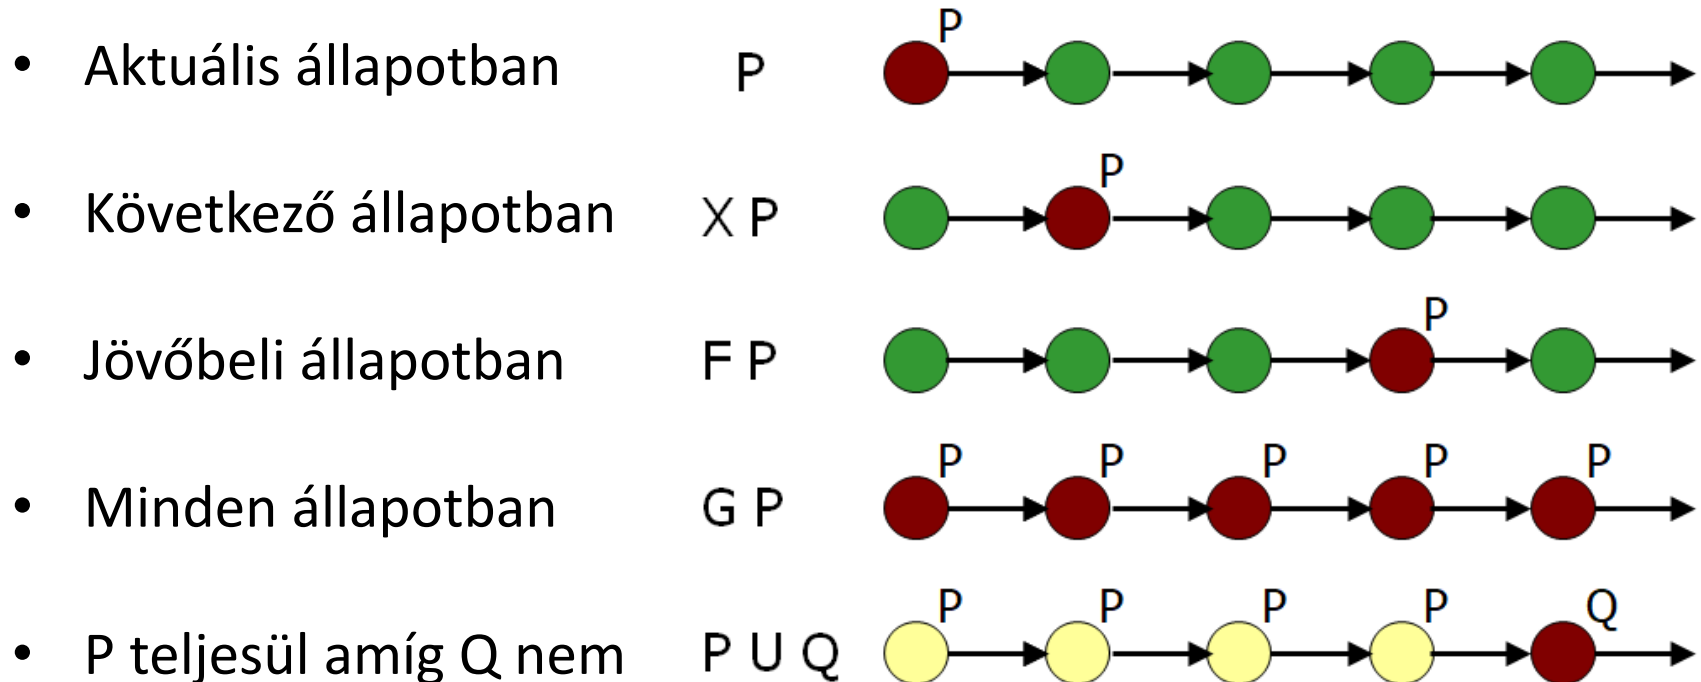 P
• Aktuális állapotban P
P
• Következő állapotban X P
P
• Jövőbeli állapotban F P
P P P P P
• Minden állapotban G P
P P P P Q
• P teljesül amíg Q nem P U Q